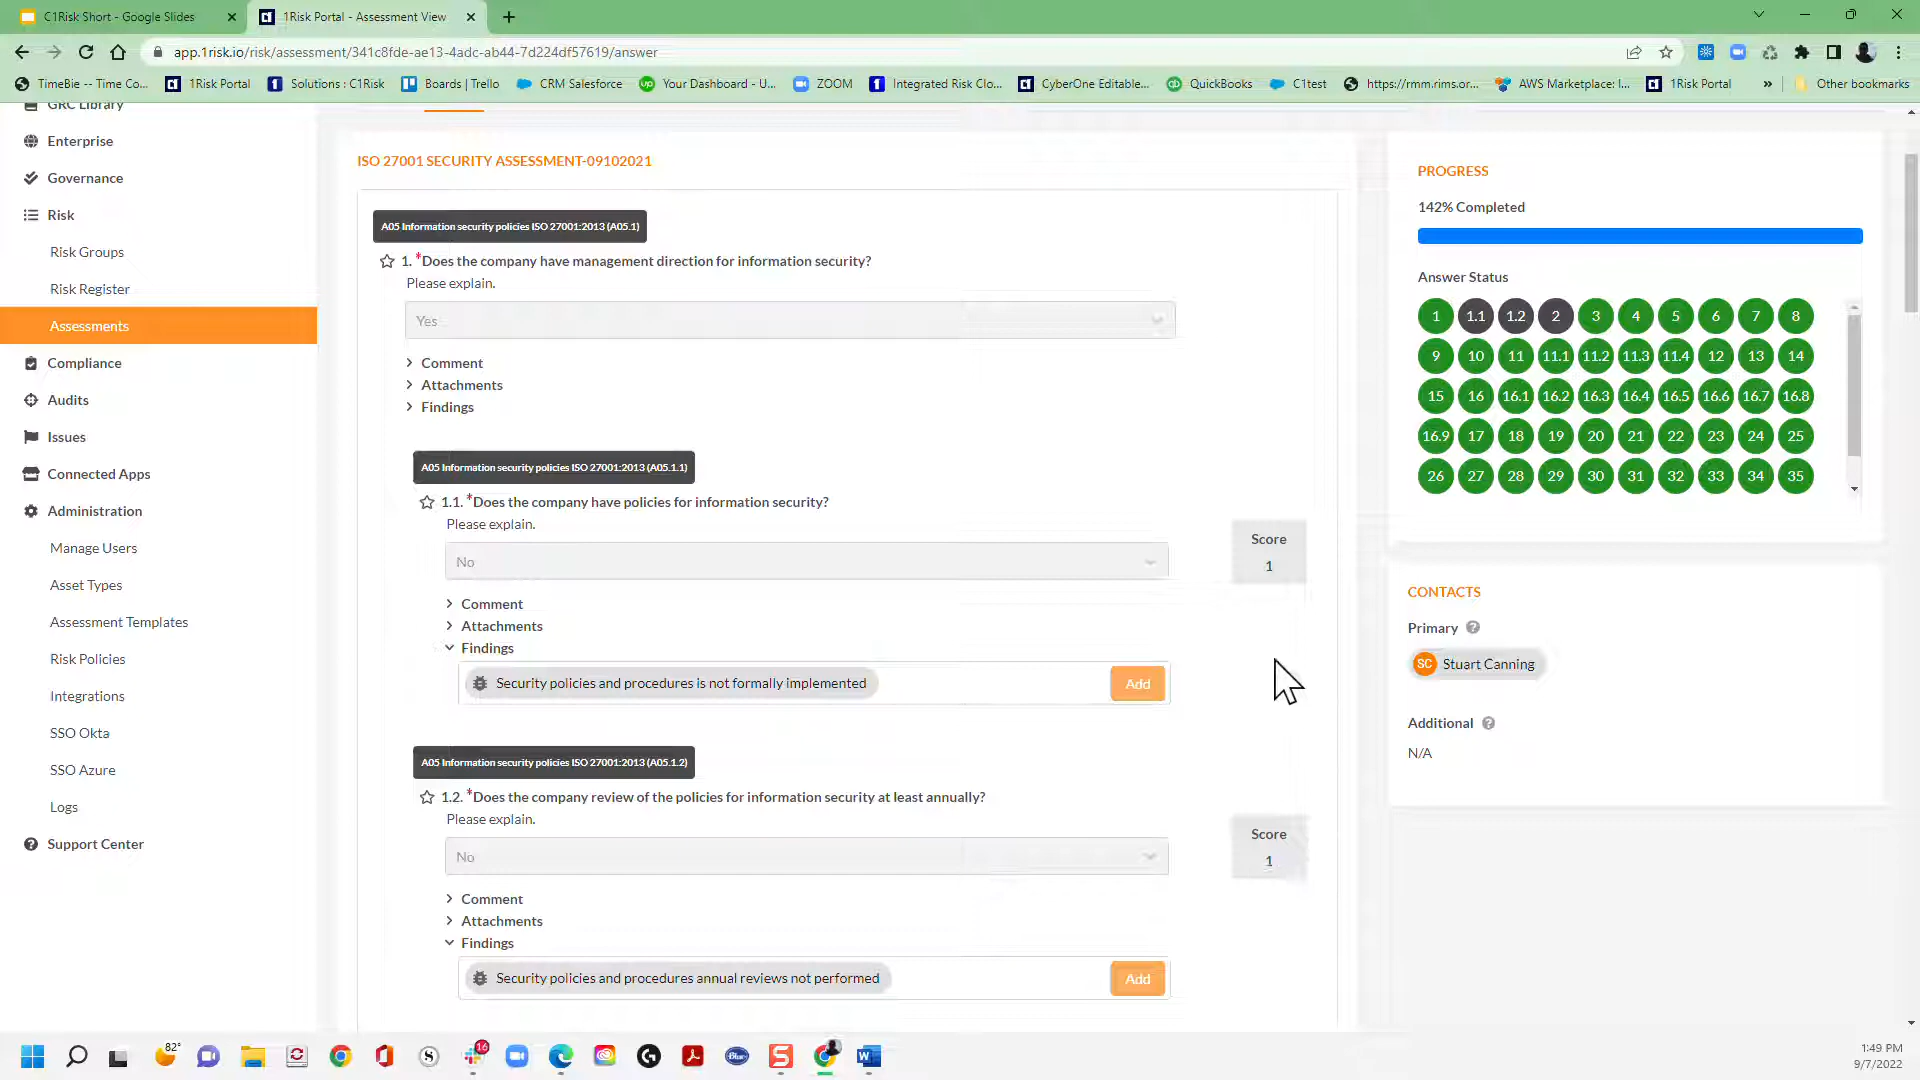 C1Risk Short - Google Slides
1Risk Portal - Assessment View
app.1risk.io/risk/assessment/341c8fde-ae13-4adc-ab44-7d224df57619/answer
TimeBie -- Time Co...
1Risk Portal
Solutions : C1Risk
Boards | Trello
CRM Salesforce
Your Dashboard - U...
ZOOM
Integrated Risk Clo...
CyberOne Editable...
QuickBooks
C1test
https://rmm.rims.or...
AWS Marketplace: I...
1Risk Portal
Other bookmarks
GRC Library
Enterprise
Governance
Risk
Risk Groups
Risk Register
Assessments
Compliance
Audits
Issues
Connected Apps
Administration
Manage Users
Asset Types
Assessment Templates
Risk Policies
Integrations
SSO Okta
SSO Azure
Logs
Support Center
ISO 27001 SECURITY ASSESSMENT-09102021
A05 Information security policies ISO 27001:2013 (A05.1)
1. *Does the company have management direction for information security?
Please explain.
Yes
Comment
Attachments
Findings
A05 Information security policies ISO 27001:2013 (A05.1.1)
1.1. *Does the company have policies for information security?
Please explain.
No
Score
1
Comment
Attachments
Findings
Security policies and procedures is not formally implemented
Add
A05 Information security policies ISO 27001:2013 (A05.1.2)
1.2. *Does the company review of the policies for information security at least annually?
Please explain.
No
Score
1
Comment
Attachments
Findings
Security policies and procedures annual reviews not performed
Add
PROGRESS
142% Completed
Answer Status
1 1.1 1.2 2 3 4 5 6 7 8
9 10 11 11.1 11.2 11.3 11.4 12 13 14
15 16 16.1 16.2 16.3 16.4 16.5 16.6 16.7 16.8
16.9 17 18 19 20 21 22 23 24 25
26 27 28 29 30 31 32 33 34 35
CONTACTS
Primary
SC Stuart Canning
Additional
N/A
82°
16
1:49 PM
9/7/2022